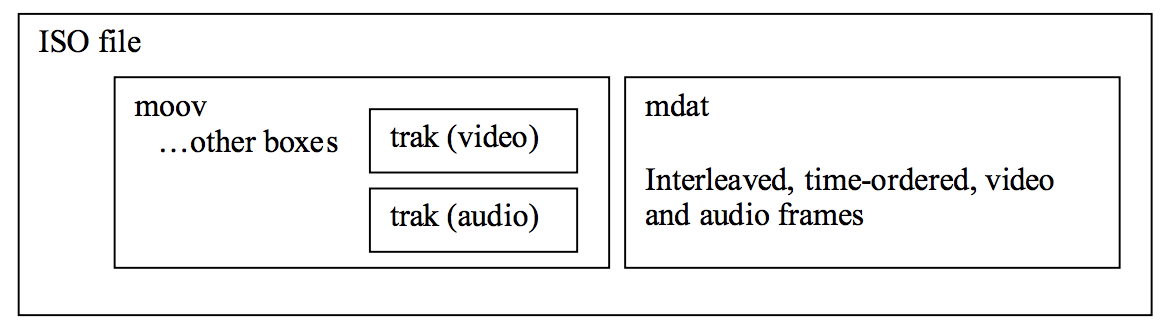 ISO file
moov
…other boxes
trak (video)
trak (audio)
mdat
Interleaved, time-ordered, video
and audio frames